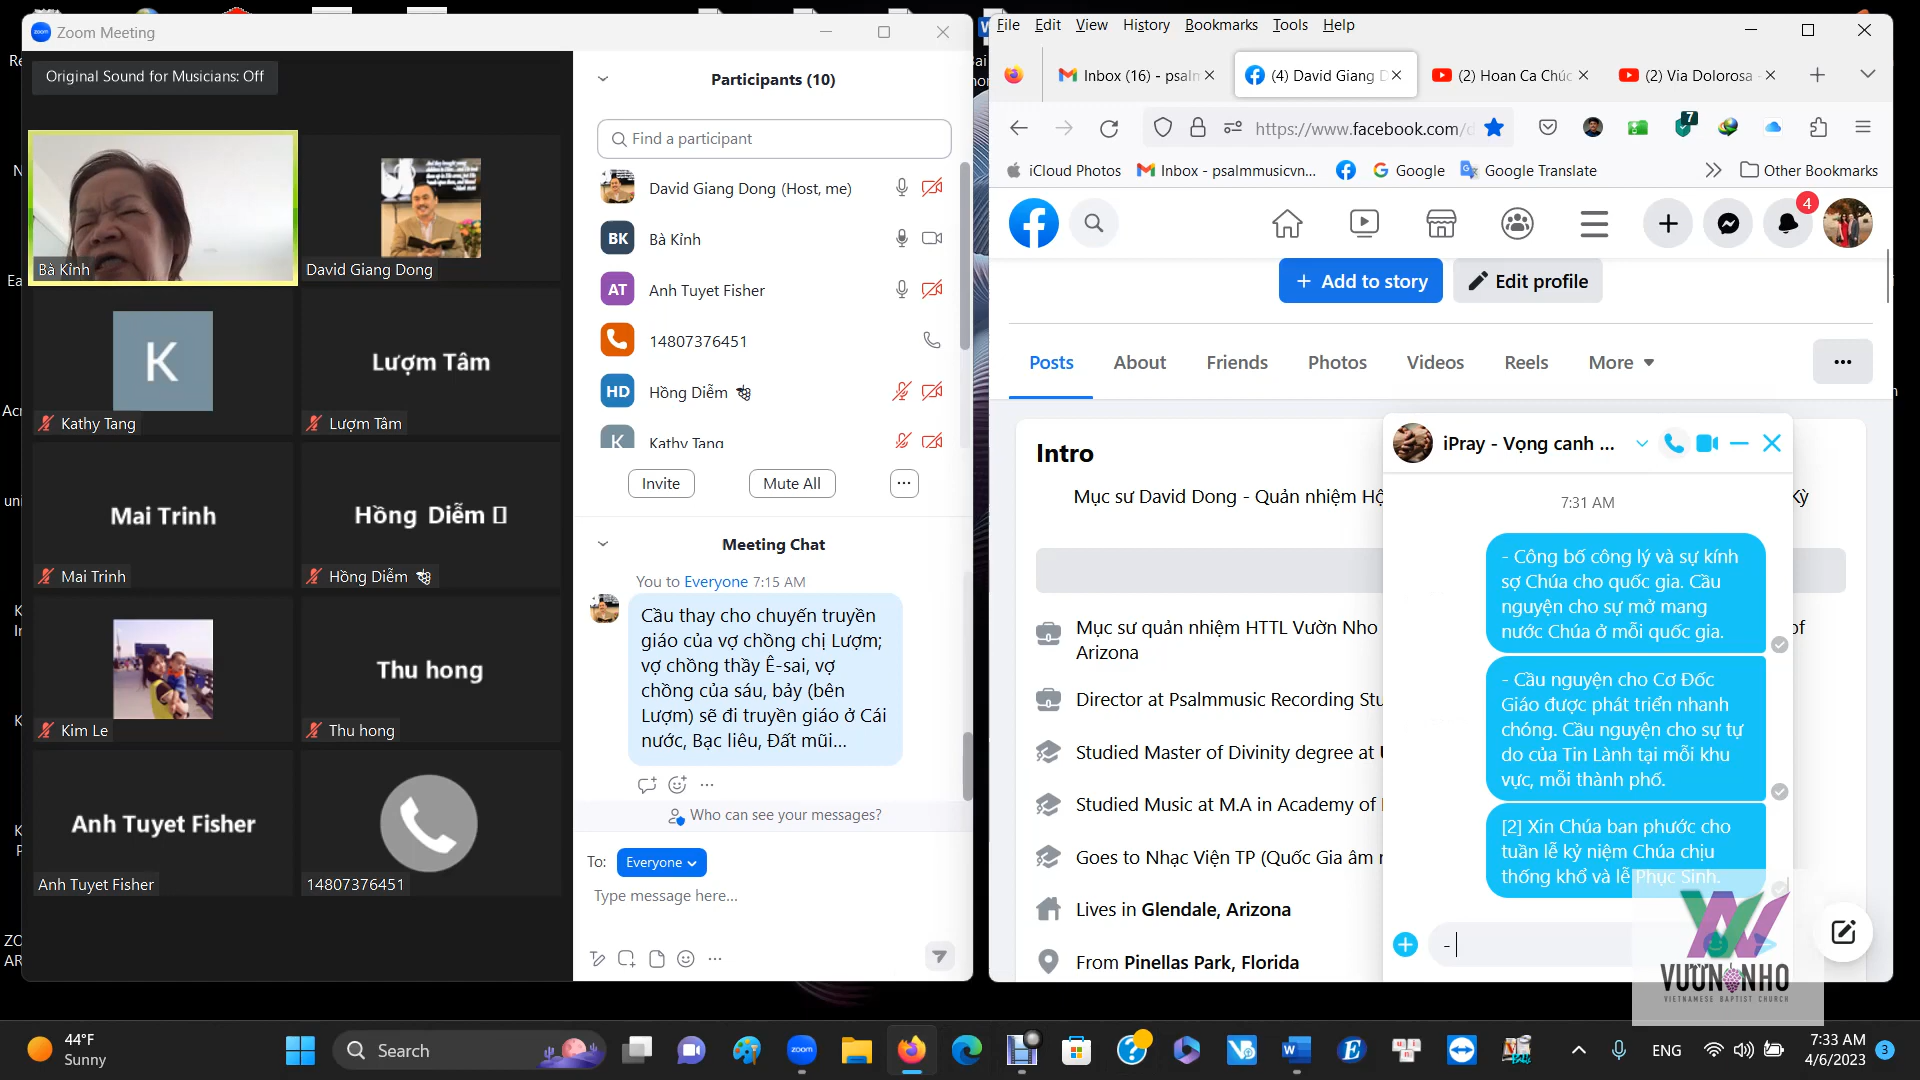 Zoom Meeting
Original Sound for Musicians: Off
Bà Kỉnh
David Giang Dong
K
Kathy Tang
Lượm Tâm
Lượm Tâm
Mai Trinh
Mai Trinh
Hồng Diễm
Hồng Diễm
Kim Le
Thu hong
Thu hong
Anh Tuyet Fisher
Anh Tuyet Fisher
14807376451
Participants (10)
Find a participant
David Giang Dong (Host, me)
BK Bà Kỉnh
AT Anh Tuyet Fisher
14807376451
HD Hồng Diễm
K Kathy Tang
Invite
Mute All
Meeting Chat
You to Everyone 7:15 AM
Cầu thay cho chuyến truyền
giáo của vợ chồng chị Lượm;
vợ chồng thầy Ê-sai, vợ
chồng của sáu, bảy (bên
Lượm) sẽ đi truyền giáo ở Cái
nước, Bạc liêu, Đất mũi...
Who can see your messages?
To: Everyone
Type message here...
File Edit View History Bookmarks Tools Help
Inbox (16) - psaln
(4) David Giang D
(2) Hoan Ca Chúc
(2) Via Dolorosa -
https://www.facebook.com/d
7
iCloud Photos
Inbox - psalmmusicvn...
Google
Google Translate
Other Bookmarks
4
+ Add to story
Edit profile
Posts About Friends Photos Videos Reels More
Intro
Mục sư David Dong - Quản nhiệm Hộ
Kỳ
Mục sư quản nhiệm HTTL Vườn Nho
of
Arizona
Director at Psalmmusic Recording Stu
Studied Master of Divinity degree at
Studied Music at M.A in Academy of
Goes to Nhạc Viện TP (Quốc Gia âm
Lives in Glendale, Arizona
From Pinellas Park, Florida
iPray - Vọng canh ...
7:31 AM
- Công bố công lý và sự kính
sợ Chúa cho quốc gia. Cầu
nguyện cho sự mở mang
nước Chúa ở mỗi quốc gia.
- Cầu nguyện cho Cơ Đốc
Giáo được phát triển nhanh
chóng. Cầu nguyện cho sự tự
do của Tin Lành tại mỗi khu
vực, mỗi thành phố.
[2] Xin Chúa ban phước cho
tuần lễ kỷ niệm Chúa chịu
thống khổ và lễ Phục Sinh.
-
VUONNHO
VIETNAMESE BAPTIST CHURCH
44°F
Sunny
Search
zoom
ENG
7:33 AM
4/6/2023
3